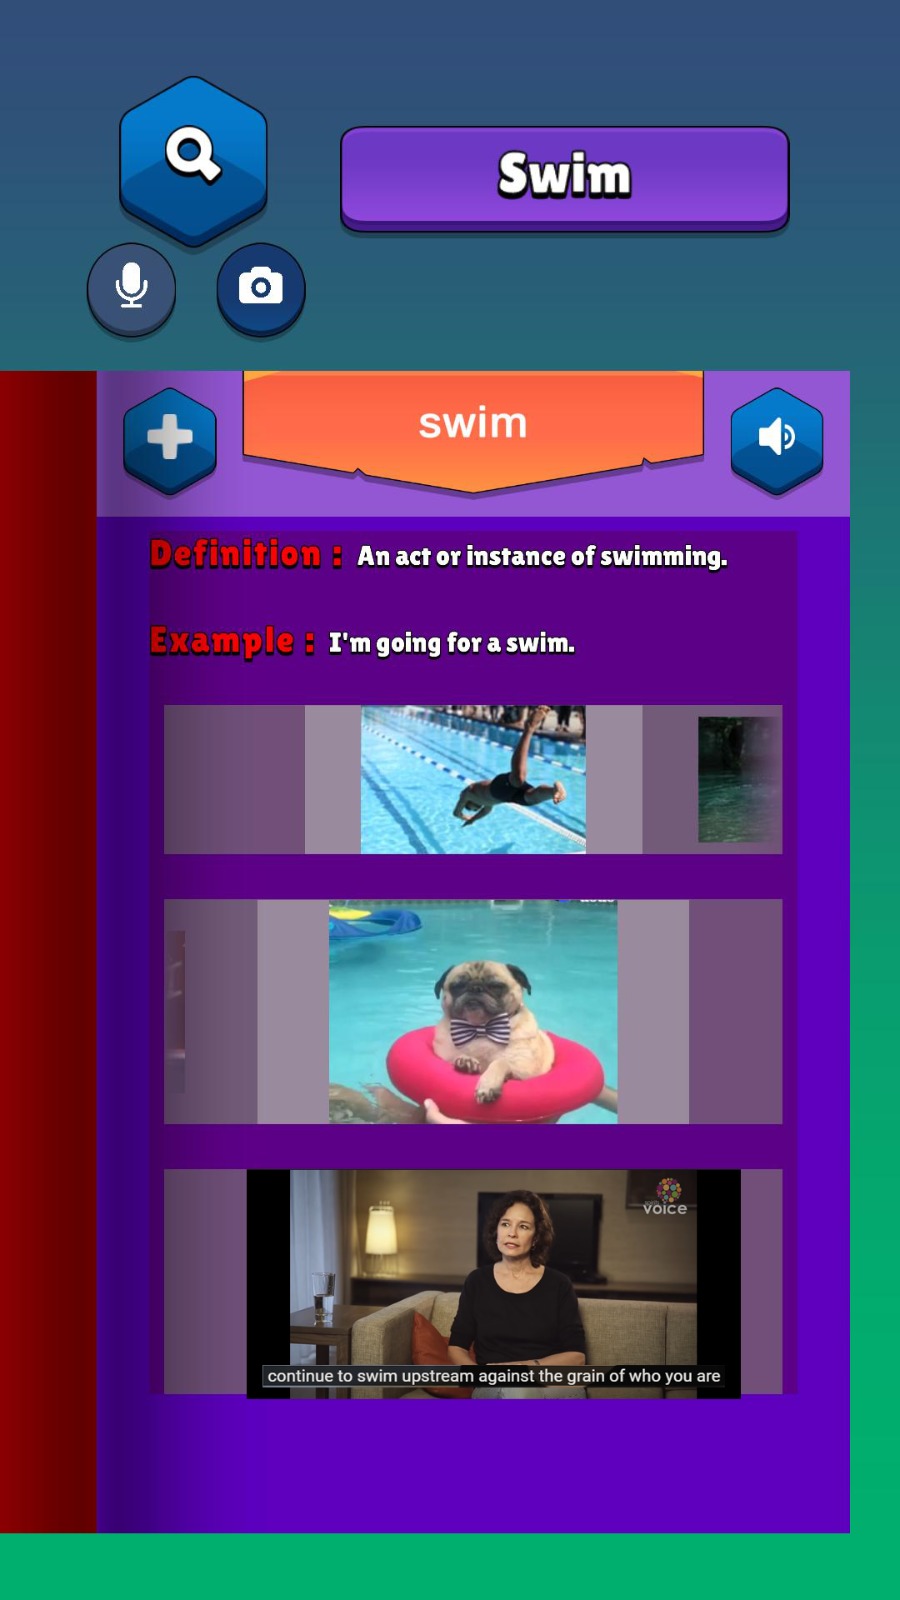 Swim
swim
Definition : An act or instance of swimming.
Example : I'm going for a swim.
voice
continue to swim upstream against the grain of who you are